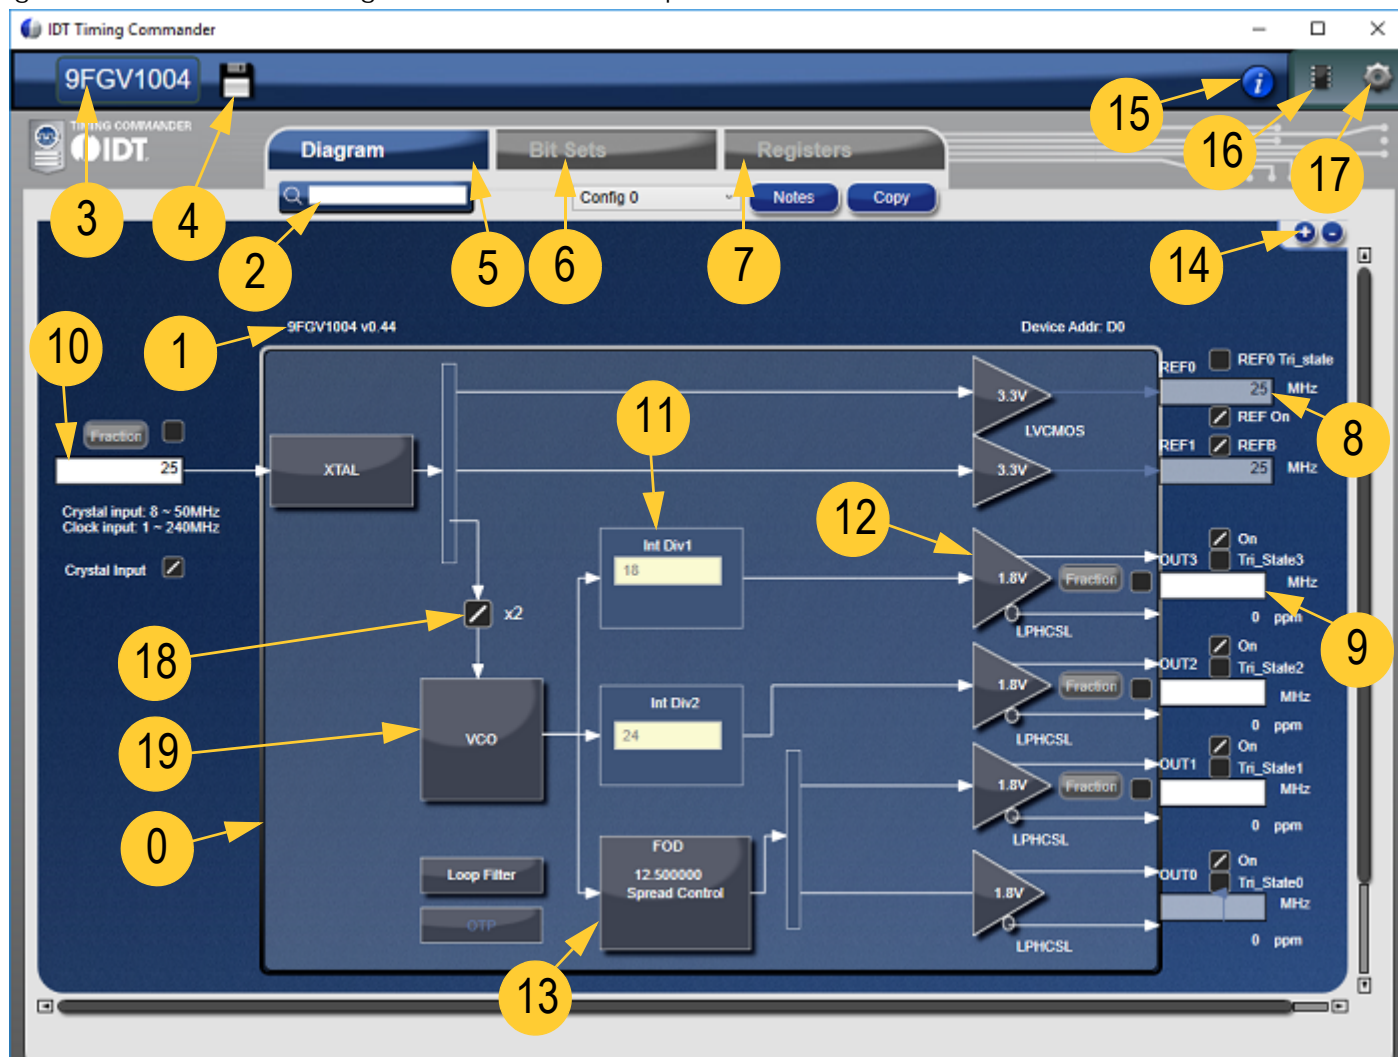 IDT Timing Commander
9FGV1004
i
15
16
17
TIMING COMMANDER
IDT
Diagram
Bit Sets
Registers
3
4
Config 0
Notes
Copy
2
5
6
7
14
+ -
10
1
9FGV1004 v0.44
Device Addr: D0
REF0
REF0 Tri_state
25 MHz
11
3.3V
LVCMOS
REF On
8
Fraction
25
XTAL
REF1
REFB
3.3V
25 MHz
Crystal input: 8 ~ 50MHz
Clock input: 1 ~ 240MHz
12
Int Div1
18
On
OUT3
Tri_State3
Crystal Input
1.8V
Fraction
MHz
x2
LPHCSL
0 ppm
9
18
On
OUT2
Tri_State2
1.8V
Fraction
MHz
Int Div2
24
VCO
LPHCSL
0 ppm
19
On
OUT1
Tri_State1
1.8V
Fraction
MHz
0
LPHCSL
0 ppm
FOD
12.500000
Spread Control
Loop Filter
On
OUT0
Tri_State0
1.8V
MHz
OTP
LPHCSL
0 ppm
13